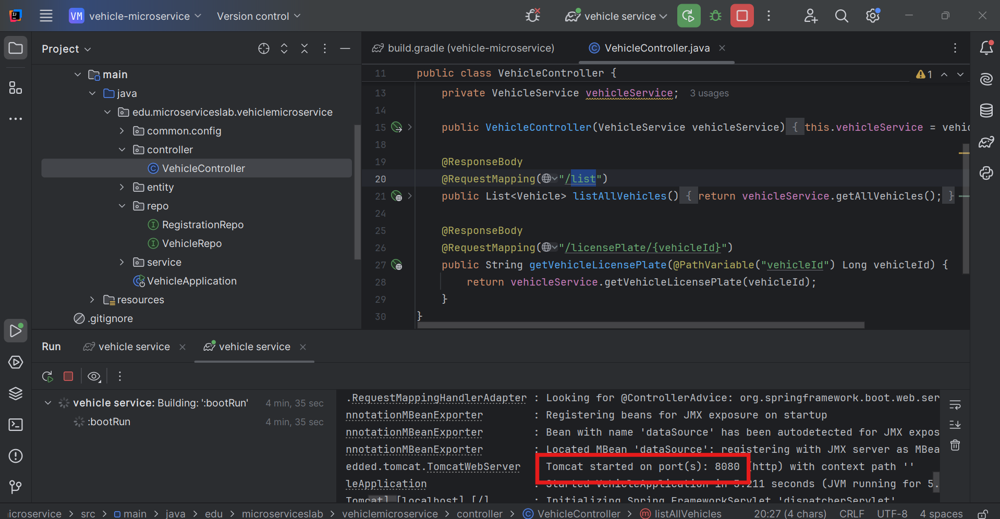 VM vehicle-microservice Version control vehicle service
Project
build.gradle (vehicle-microservice) VehicleController.java
main
java
edu.microserviceslab.vehiclemicroservice
common.config
controller
VehicleController
entity
repo
RegistrationRepo
VehicleRepo
service
VehicleApplication
resources
.gitignore
11 public class VehicleController { 1
13 private VehicleService vehicleService; 3 usages
14
15 public VehicleController(VehicleService vehicleService) { this.vehicleService = vehic
18
19 @ResponseBody
20 @RequestMapping("/list")
21 public List<Vehicle> listAllVehicles() { return vehicleService.getAllVehicles(); }
24
25 @ResponseBody
26 @RequestMapping("/licensePlate/{vehicleId}")
27 public String getVehicleLicensePlate(@PathVariable("vehicleId") Long vehicleId) {
28 return vehicleService.getVehicleLicensePlate(vehicleId);
29 }
30 }
Run vehicle service vehicle service
vehicle service: Building: ':bootRun' 4 min, 35 sec
:bootRun 4 min, 35 sec
.RequestMappingHandlerAdapter : Looking for @ControllerAdvice: org.springframework.boot.web.ser
nnotationMBeanExporter : Registering beans for JMX exposure on startup
nnotationMBeanExporter : Bean with name 'dataSource' has been autodetected for JMX expos
nnotationMBeanExporter : Located MBean 'dataSource': registering with JMX server as MBea
edded.tomcat.TomcatWebServer Tomcat started on port(s): 8080 (http) with context path ''
leApplication : Started VehicleApplication in 5.211 seconds (JVM running for 5.
Tomcat].[localhost].[/] : Initializing Spring FrameworkServlet 'dispatcherServlet'
icroservice > src > main > java > edu > microserviceslab > vehiclemicroservice > controller > VehicleController > listAllVehicles 20:27 (4 chars) CRLF UTF-8 4 spaces